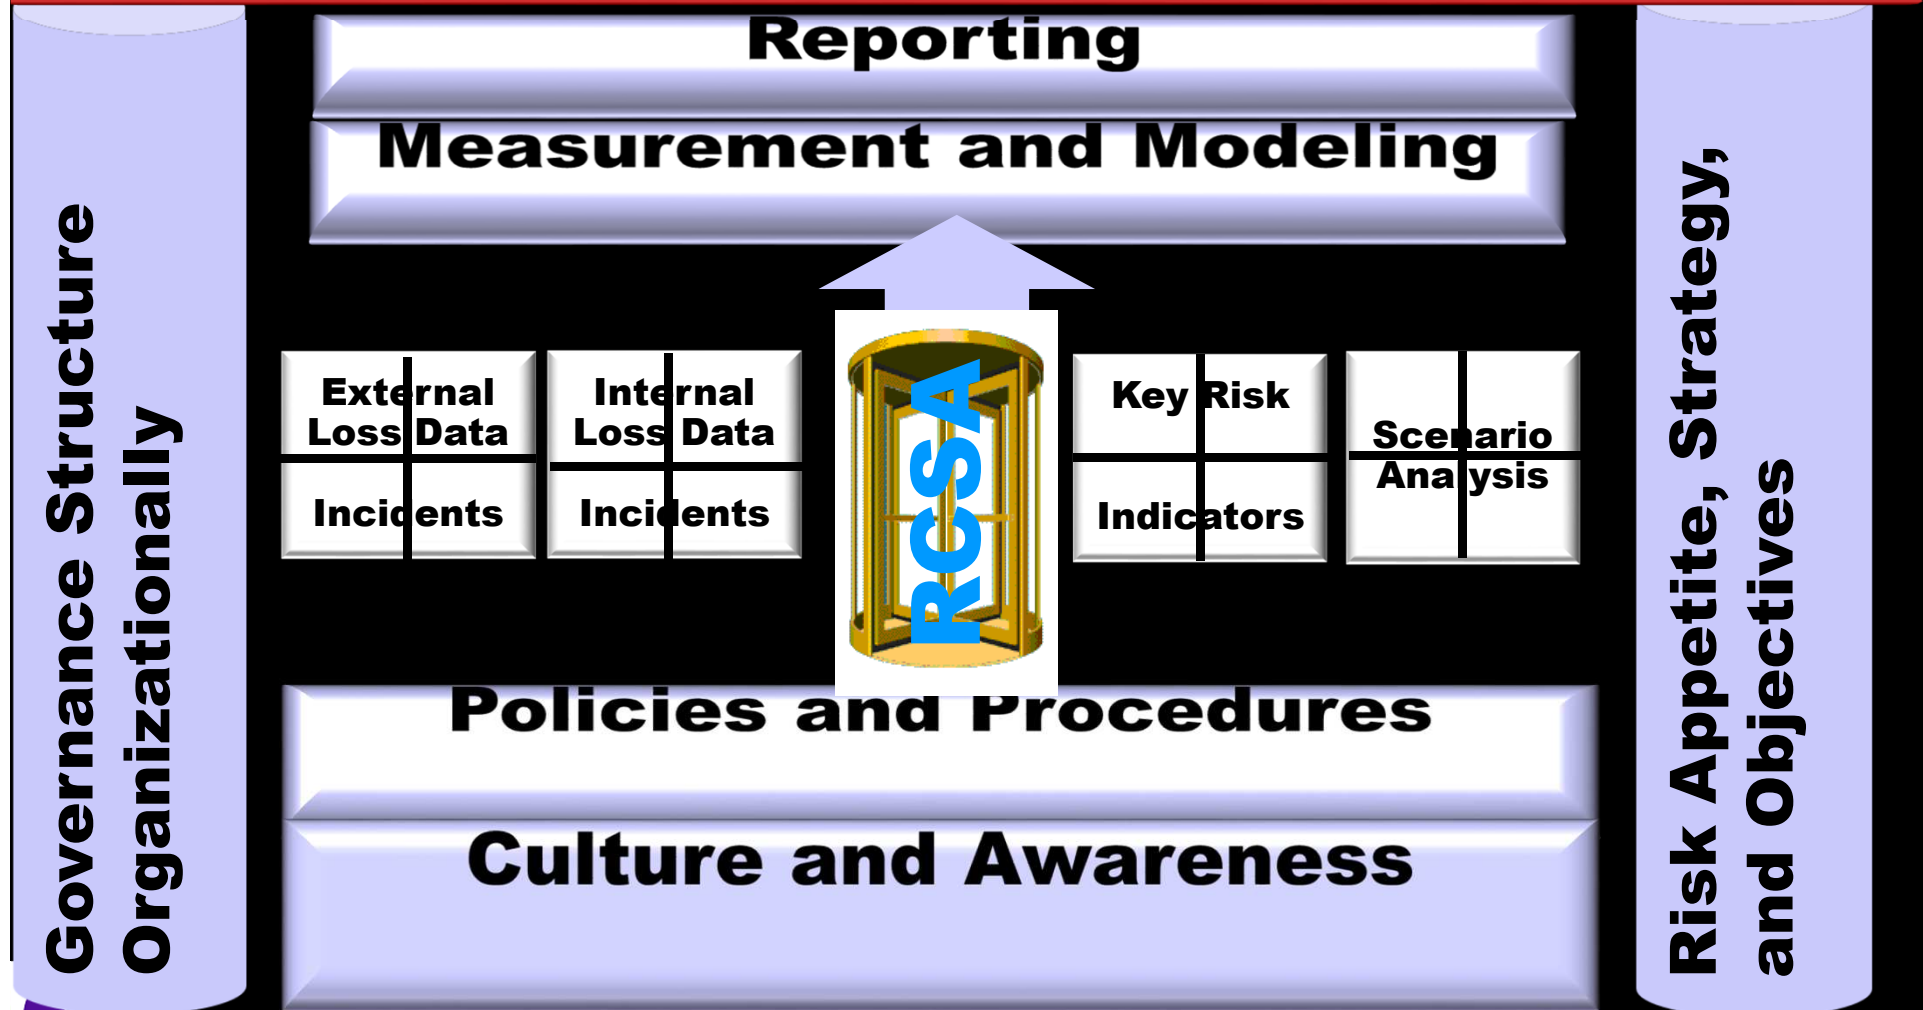 Reporting
Measurement and Modeling
Governance Structure
Organizationally
External
Loss Data
Incidents
Internal
Loss Data
Incidents
RCSA
Key Risk
Indicators
Scenario
Analysis
Risk Appetite, Strategy,
and Objectives
Policies and Procedures
Culture and Awareness